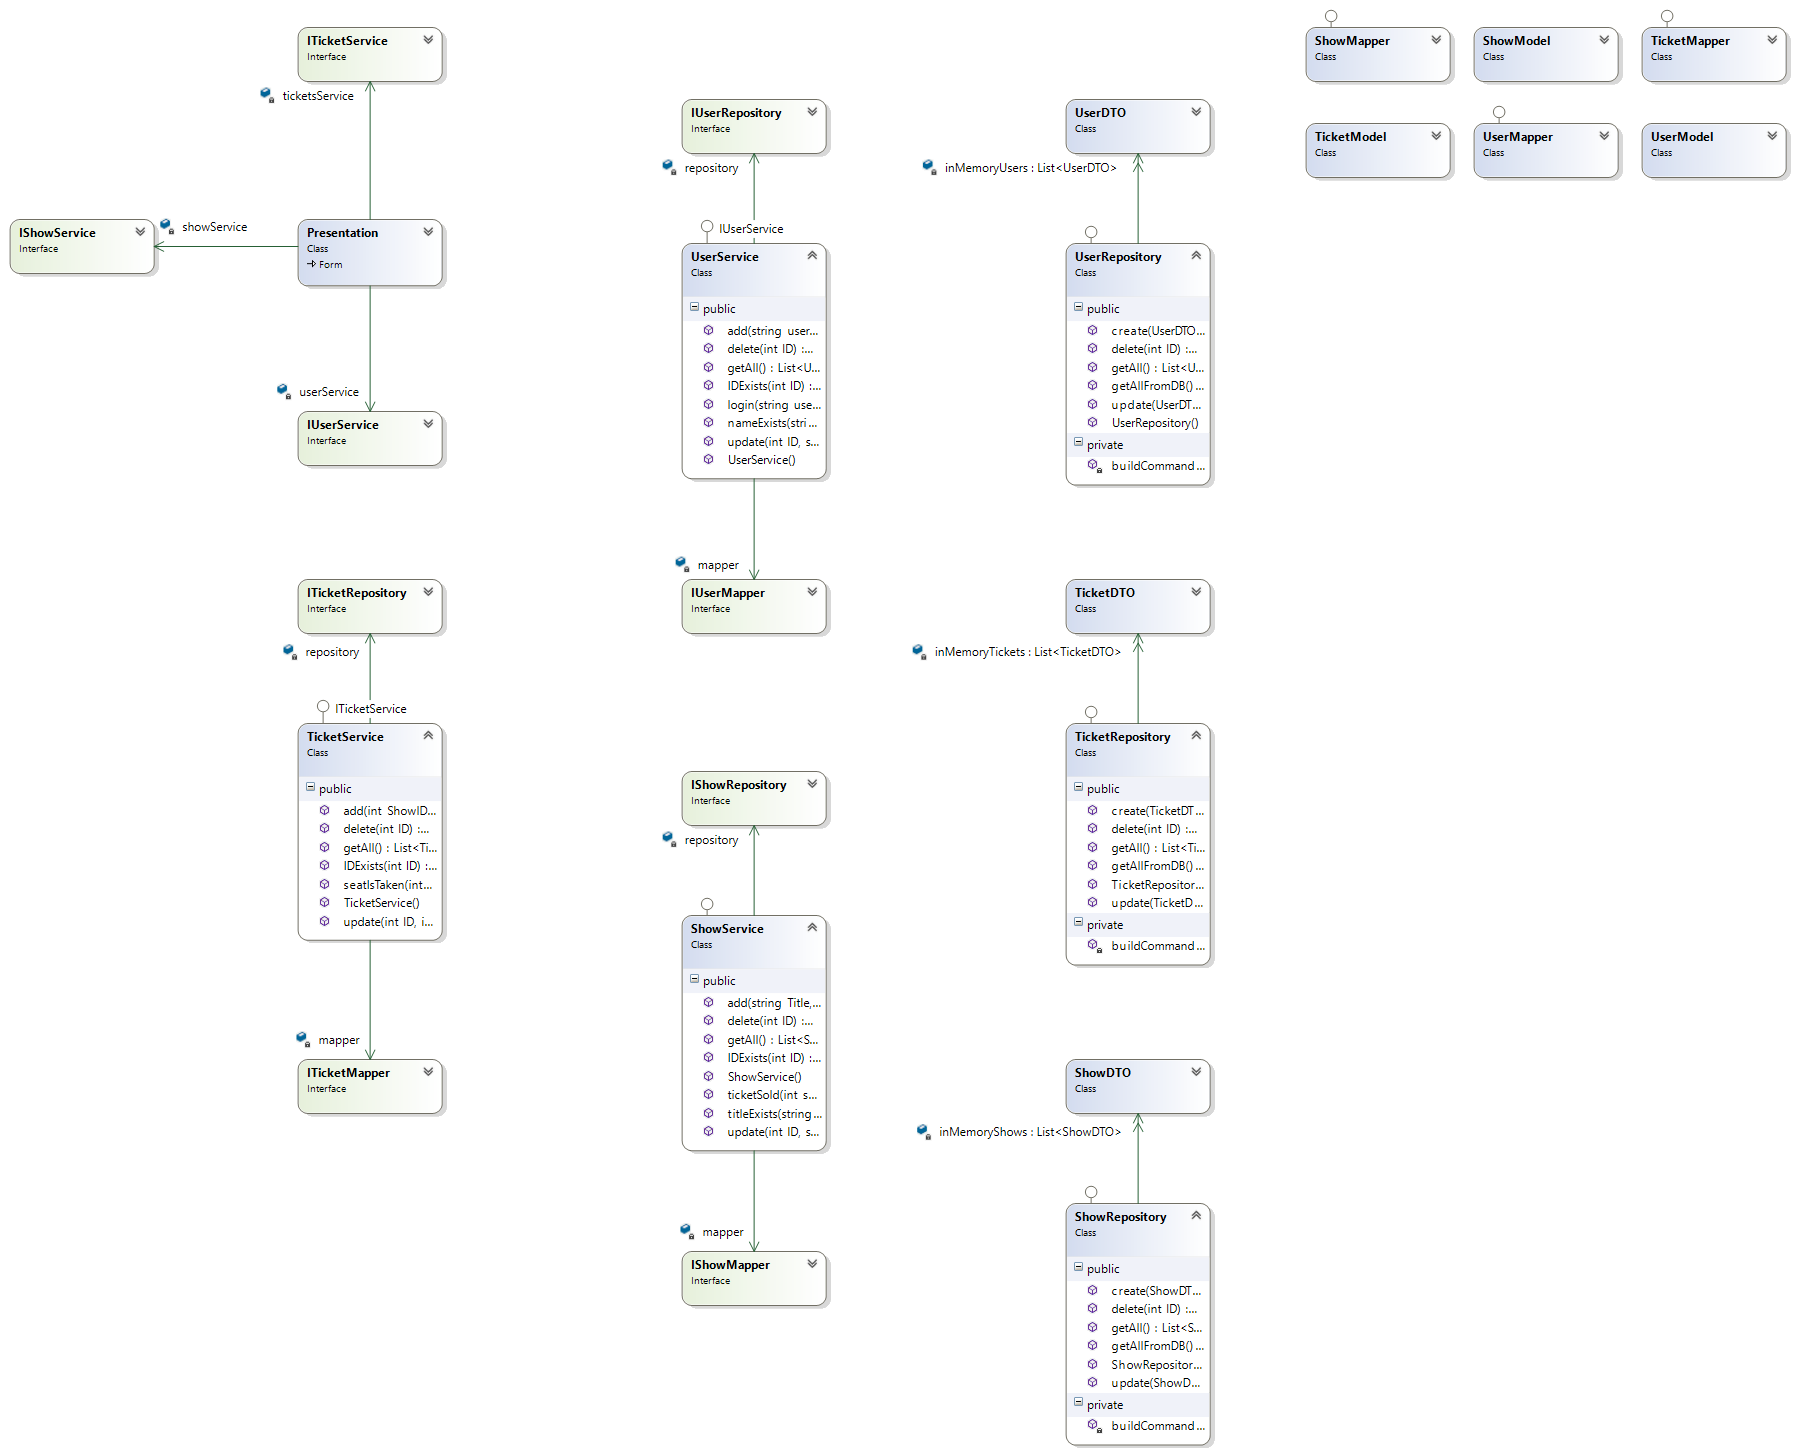 ITicketService
Interface
ticketsService
IShowService
Interface
showService
Presentation
Class
Form
userService
IUserService
Interface
IUserRepository
Interface
repository
IUserService
UserService
Class
public
add(string user...
delete(int ID) :...
getAll() : List<U...
IDExists(int ID) :...
login(string use...
nameExists(stri...
update(int ID, s...
UserService()
mapper
IUserMapper
Interface
UserDTO
Class
inMemoryUsers : List<UserDTO>
UserRepository
Class
public
create(UserDTO...
delete(int ID) :...
getAll() : List<U...
getAllFromDB() ...
update(UserDT...
UserRepository()
private
buildCommand...
ShowMapper
Class
ShowModel
Class
TicketMapper
Class
TicketModel
Class
UserMapper
Class
UserModel
Class
ITicketRepository
Interface
repository
ITicketService
TicketService
Class
public
add(int ShowID...
delete(int ID) :...
getAll() : List<Ti...
IDExists(int ID) :...
seatIsTaken(int...
TicketService()
update(int ID, i...
mapper
ITicketMapper
Interface
IShowRepository
Interface
repository
ShowService
Class
public
add(string Title,...
delete(int ID) :...
getAll() : List<S...
IDExists(int ID) :...
ShowService()
ticketSold(int s...
titleExists(string...
update(int ID, s...
mapper
IShowMapper
Interface
TicketDTO
Class
inMemoryTickets : List<TicketDTO>
TicketRepository
Class
public
create(TicketDT...
delete(int ID) :...
getAll() : List<Ti...
getAllFromDB() ...
TicketRepositor...
update(TicketD...
private
buildCommand...
ShowDTO
Class
inMemoryShows : List<ShowDTO>
ShowRepository
Class
public
create(ShowDT...
delete(int ID) :...
getAll() : List<S...
getAllFromDB() ...
ShowRepositor...
update(ShowD...
private
buildCommand...